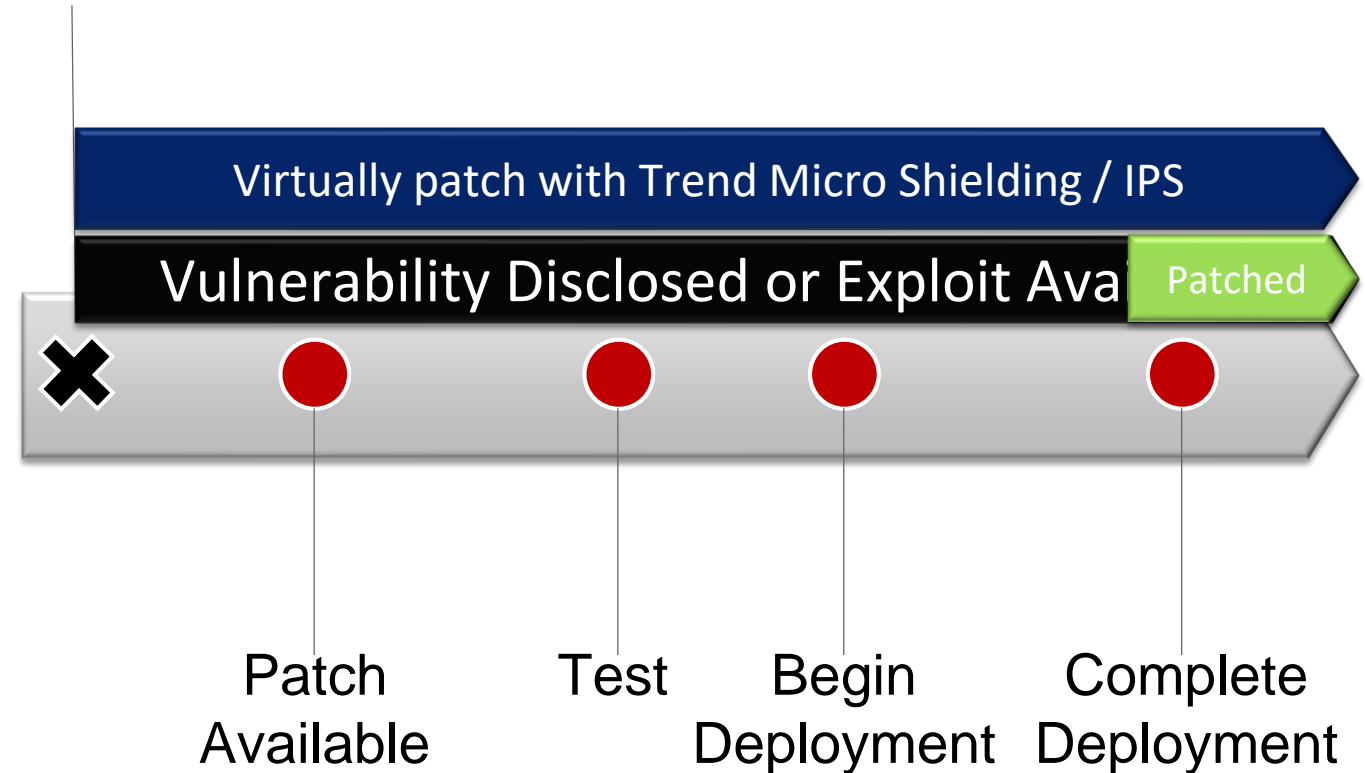 Virtually patch with Trend Micro Shielding / IPS
Vulnerability Disclosed or Exploit Avai
Patched
Patch
Available
Test
Begin
Deployment
Complete
Deployment